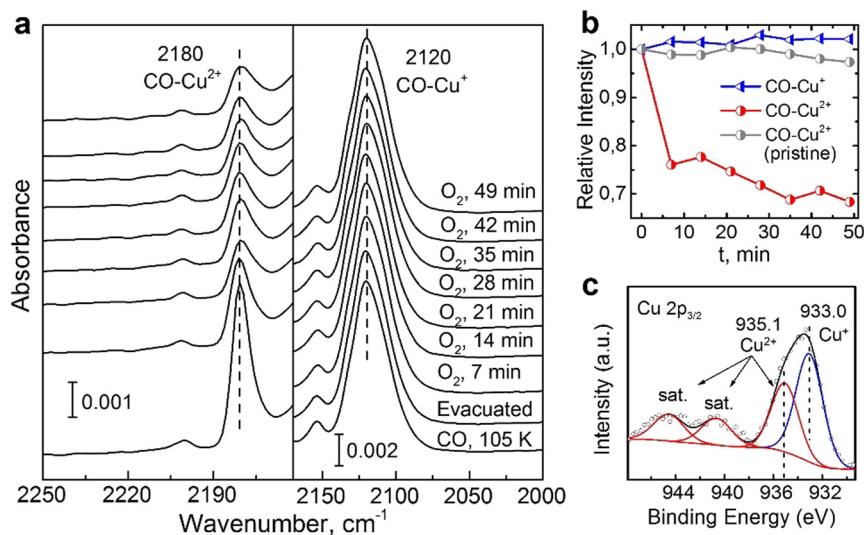 a
2180
CO-Cu²⁺
2120
CO-Cu⁺
O₂, 49 min
O₂, 42 min
O₂, 35 min
O₂, 28 min
O₂, 21 min
O₂, 14 min
O₂, 7 min
Evacuated
CO, 105 K
0.001
0.002
Absorbance
2250 2220 2190 2150 2100 2050 2000
Wavenumber, cm⁻¹
b
1,0
0,9
0,8
0,7
Relative Intensity
CO-Cu⁺
CO-Cu²⁺
CO-Cu²⁺
(pristine)
0 10 20 30 40 50
t, min
c
Cu 2p₃/₂
933.0
Cu⁺
935.1
Cu²⁺
sat.
sat.
Intensity (a.u.)
944 940 936 932
Binding Energy (eV)